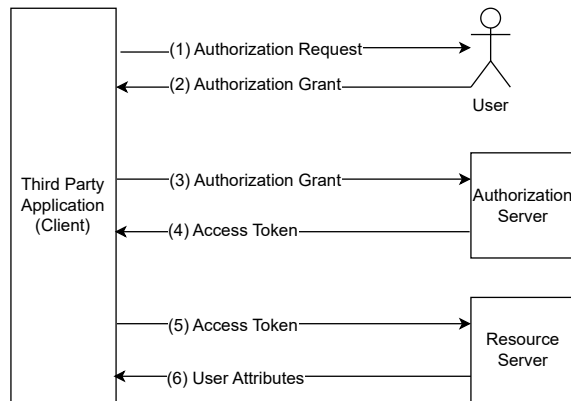 (1) Authorization Request
(2) Authorization Grant
User
Third Party
Application
(Client)
(3) Authorization Grant
(4) Access Token
Authorization
Server
(5) Access Token
(6) User Attributes
Resource
Server